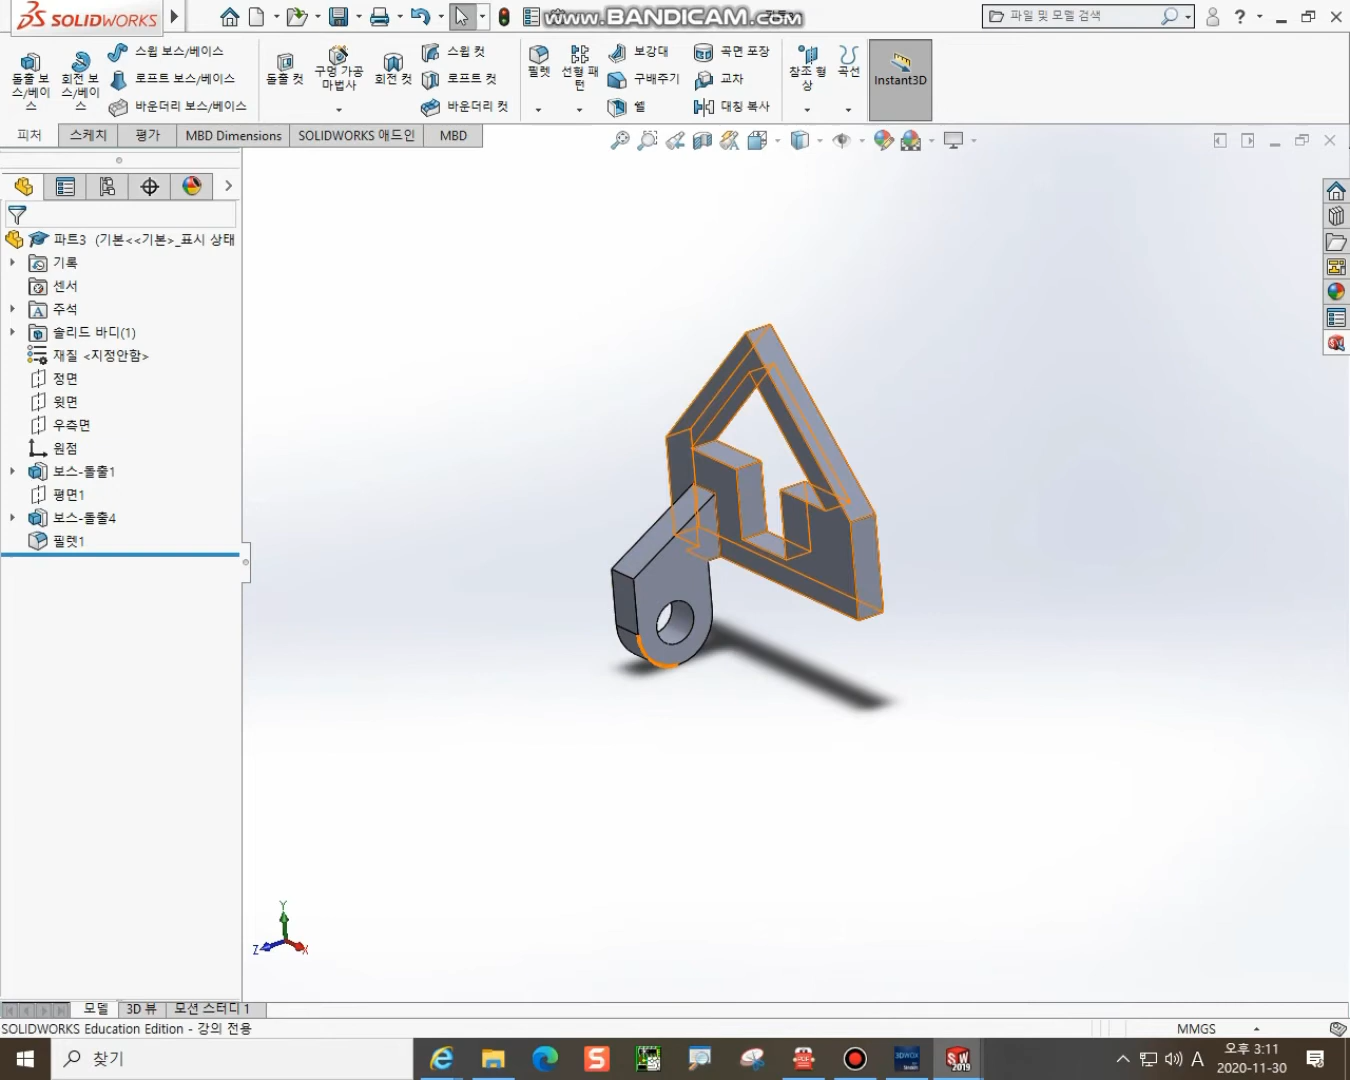 SOLIDWORKS
www.BANDICAM.com
파일 및 모델 검색
돌출 보
스/베이
스
회전 보
스/베이
스
스윕 보스/베이스
로프트 보스/베이스
바운더리 보스/베이스
돌출 컷
구멍 가공
마법사
회전 컷
스윕 컷
로프트 컷
바운더리 컷
필렛
선형 패
턴
보강대
구배주기
쉘
곡면 포장
교차
대칭 복사
참조 형
상
곡선
Instant3D
피처
스케치
평가
MBD Dimensions
SOLIDWORKS 애드인
MBD
파트3 (기본<<기본>_표시 상태
기록
센서
주석
솔리드 바디(1)
재질 <지정안함>
정면
윗면
우측면
원점
보스-돌출1
평면1
보스-돌출4
필렛1
Y
Z
X
모델
3D 뷰
모션 스터디 1
SOLIDWORKS Education Edition - 강의 전용
MMGS
찾기
3DWOX
SW
2019
A
오후 3:11
2020-11-30